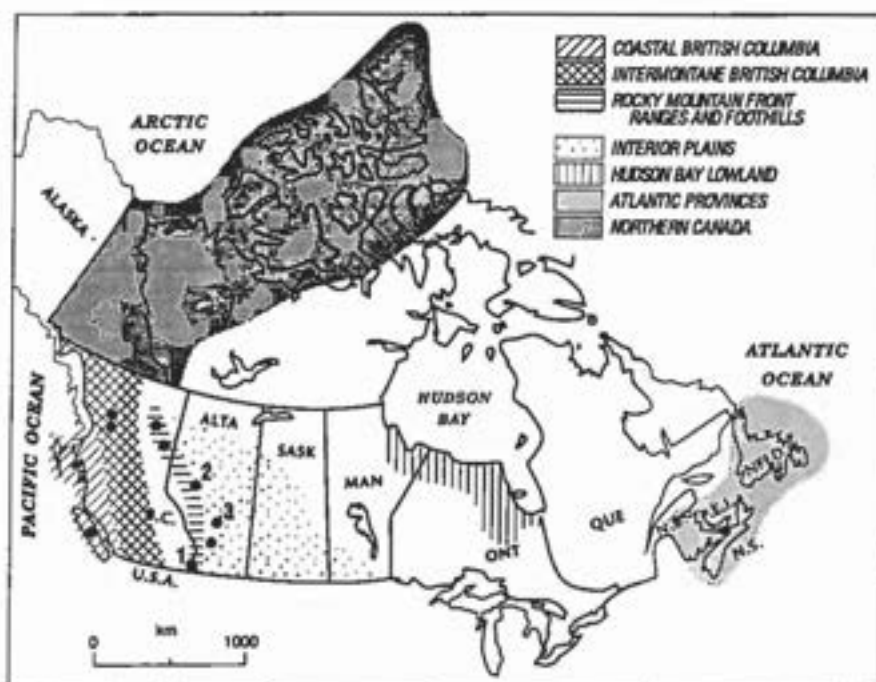 COASTAL BRITISH COLUMBIA
INTERMONTANE BRITISH COLUMBIA
ROCKY MOUNTAIN FRONT
RANGES AND FOOTHILLS
INTERIOR PLAINS
HUDSON BAY LOWLAND
ATLANTIC PROVINCES
NORTHERN CANADA
ARCTIC
OCEAN
ALASKA
PACIFIC OCEAN
ATLANTIC
OCEAN
HUDSON
BAY
ALTA
SASK
MAN
ONT
QUE
NFLD
N.B.
P.E.I.
N.S.
C.
2
3
1
U.S.A.
km
0 1000